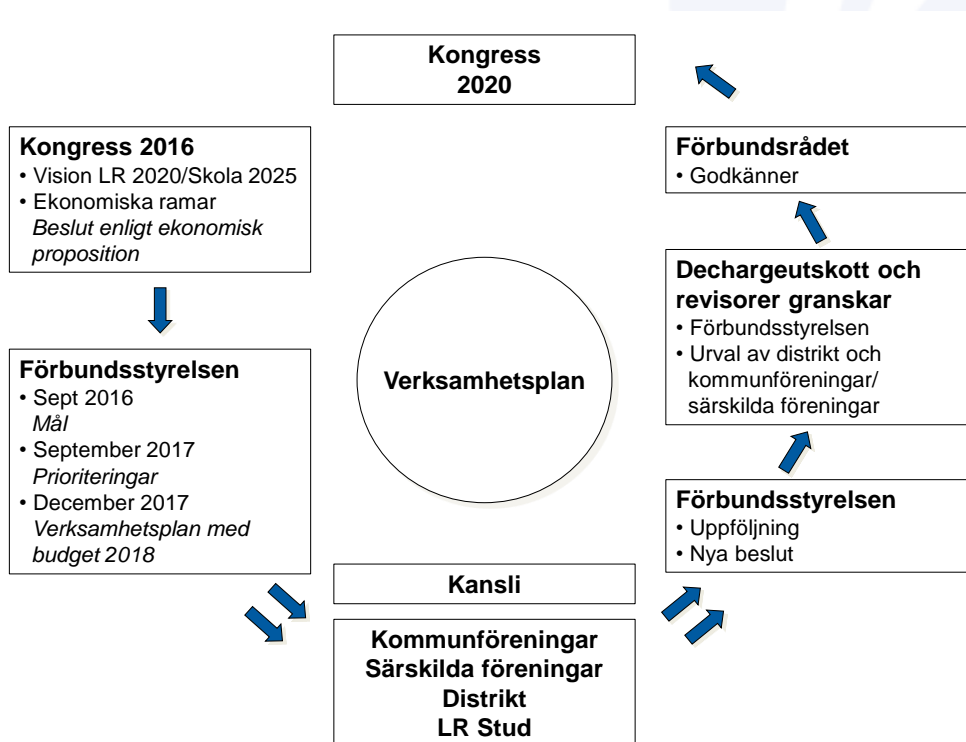 Kongress
2020
Kongress 2016
• Vision LR 2020/Skola 2025
• Ekonomiska ramar
Beslut enligt ekonomisk
proposition
Förbundsstyrelsen
• Sept 2016
Mål
• September 2017
Prioriteringar
• December 2017
Verksamhetsplan med
budget 2018
Verksamhetsplan
Kansli
Kommunföreningar
Särskilda föreningar
Distrikt
LR Stud
Förbundsstyrelsen
• Uppföljning
• Nya beslut
Dechargeutskott och
revisorer granskar
• Förbundsstyrelsen
• Urval av distrikt och
kommunföreningar/
särskilda föreningar
Förbundsrådet
• Godkänner